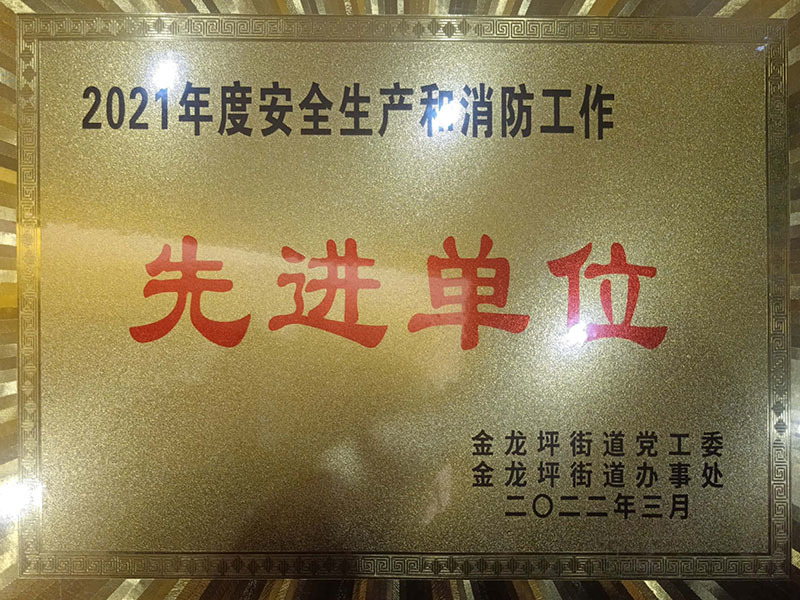 2021年度安全生产和消防工作
先进单位
金龙坪街道党工委
金龙坪街道办事处
二〇二二年三月